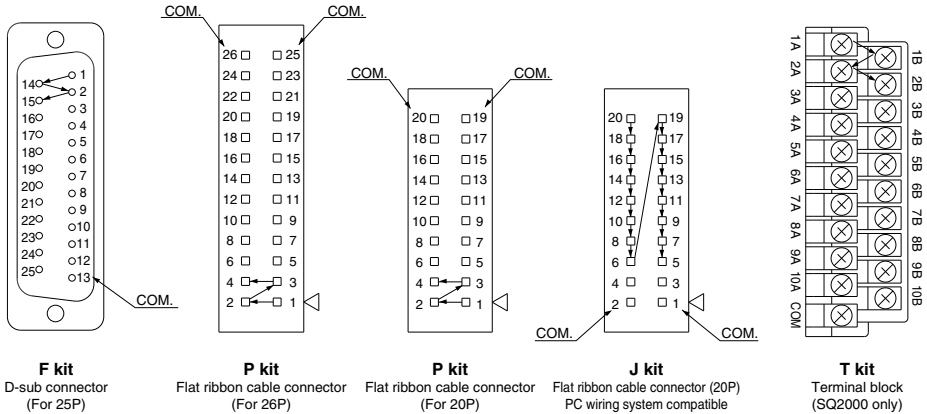 COM. COM.
COM. COM.
1
14
2
15
3
16
4
17
5
18
6
19
7
20
8
21
9
22
10
23
11
24
12
25
13
COM.
26 25
24 23
22 21
20 19
18 17
16 15
14 13
12 11
10 9
8 7
6 5
4 3
2 1
20 19
18 17
16 15
14 13
12 11
10 9
8 7
6 5
4 3
2 1
20 19
18 17
16 15
14 13
12 11
10 9
8 7
6 5
4 3
2 1
COM. COM.
1A 1B
2A 2B
3A 3B
4A 4B
5A 5B
6A 6B
7A 7B
8A 8B
9A 9B
10A 10B
COM
F kit
D-sub connector
(For 25P)
P kit
Flat ribbon cable connector
(For 26P)
P kit
Flat ribbon cable connector
(For 20P)
J kit
Flat ribbon cable connector (20P)
PC wiring system compatible
T kit
Terminal block
(SQ2000 only)